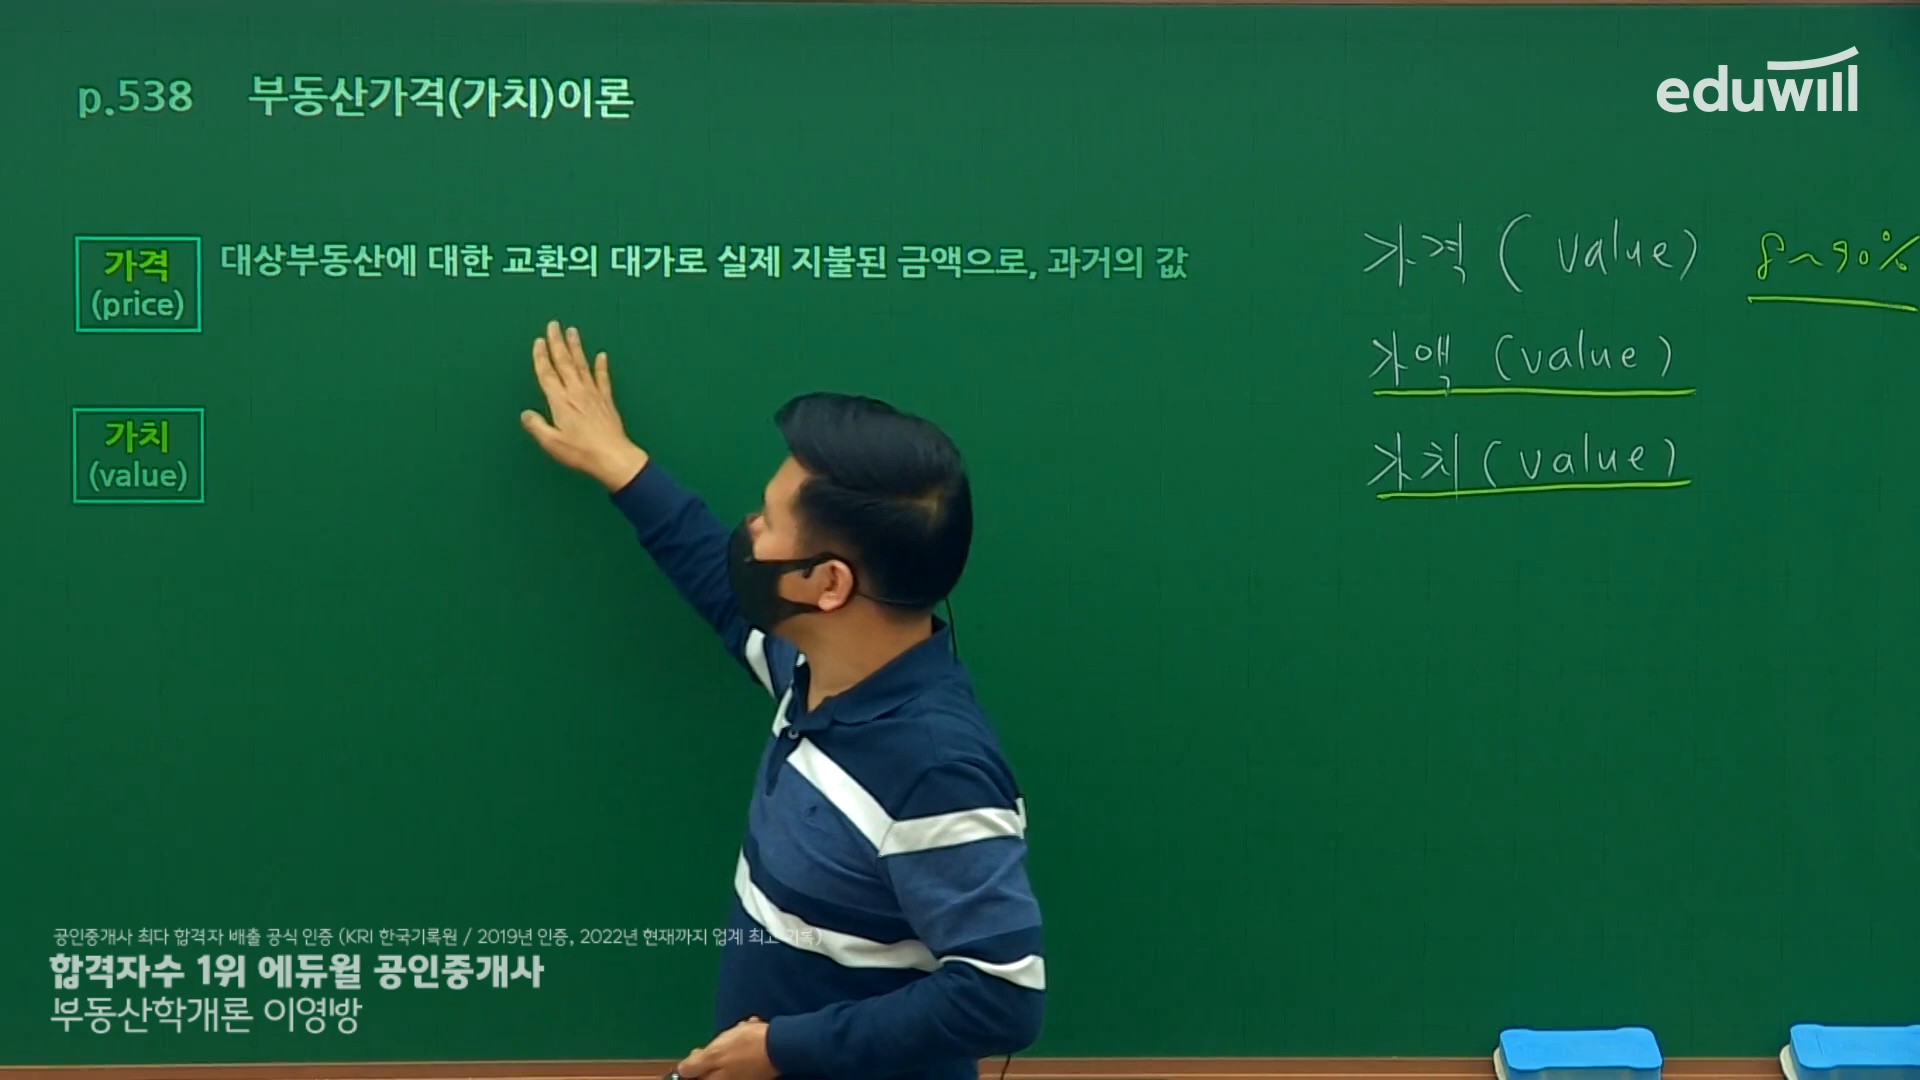 p.538 부동산가격(가치)이론
eduwill
가격
(price)
대상부동산에 대한 교환의 대가로 실제 지불된 금액으로, 과거의 값
가치
(value)
가격 (value) 8~90%
가액 (value)
가치 (value)
공인중개사 최다 합격자 배출 공식 인증 (KRI 한국기록원 / 2019년 인증, 2022년 현재까지 업계 최고 기록)
합격자수 1위 에듀윌 공인중개사
부동산학개론 이영방